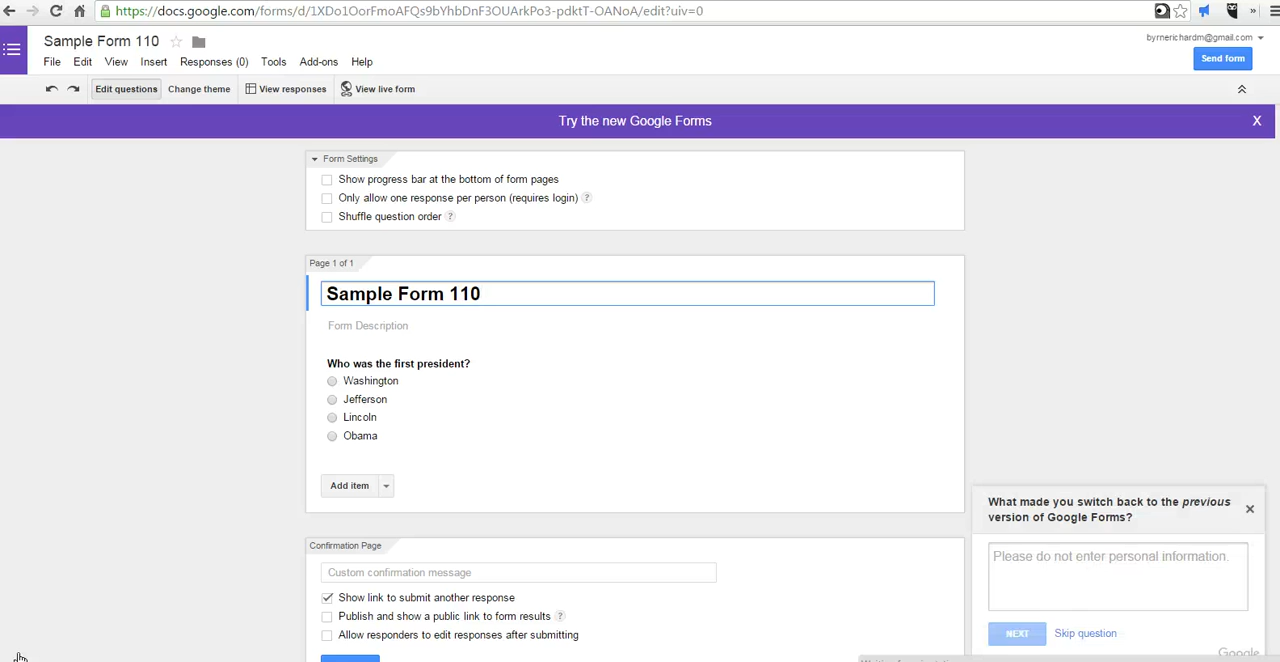 https://docs.google.com/forms/d/1XDo1OorFmoAFQs9bYhbDnF3OUArkPo3-pdktT-OANoA/edit?uiv=0
»
Sample Form 110
byrnerichardm@gmail.com
File Edit View Insert Responses (0) Tools Add-ons Help
Send form
Edit questions Change theme View responses View live form
Try the new Google Forms X
Form Settings
Show progress bar at the bottom of form pages
Only allow one response per person (requires login) ?
Shuffle question order ?
Page 1 of 1
Sample Form 110
Form Description
Who was the first president?
Washington
Jefferson
Lincoln
Obama
Add item
What made you switch back to the previous
version of Google Forms?
Please do not enter personal information.
NEXT Skip question
Google
Confirmation Page
Custom confirmation message
Show link to submit another response
Publish and show a public link to form results ?
Allow responders to edit responses after submitting